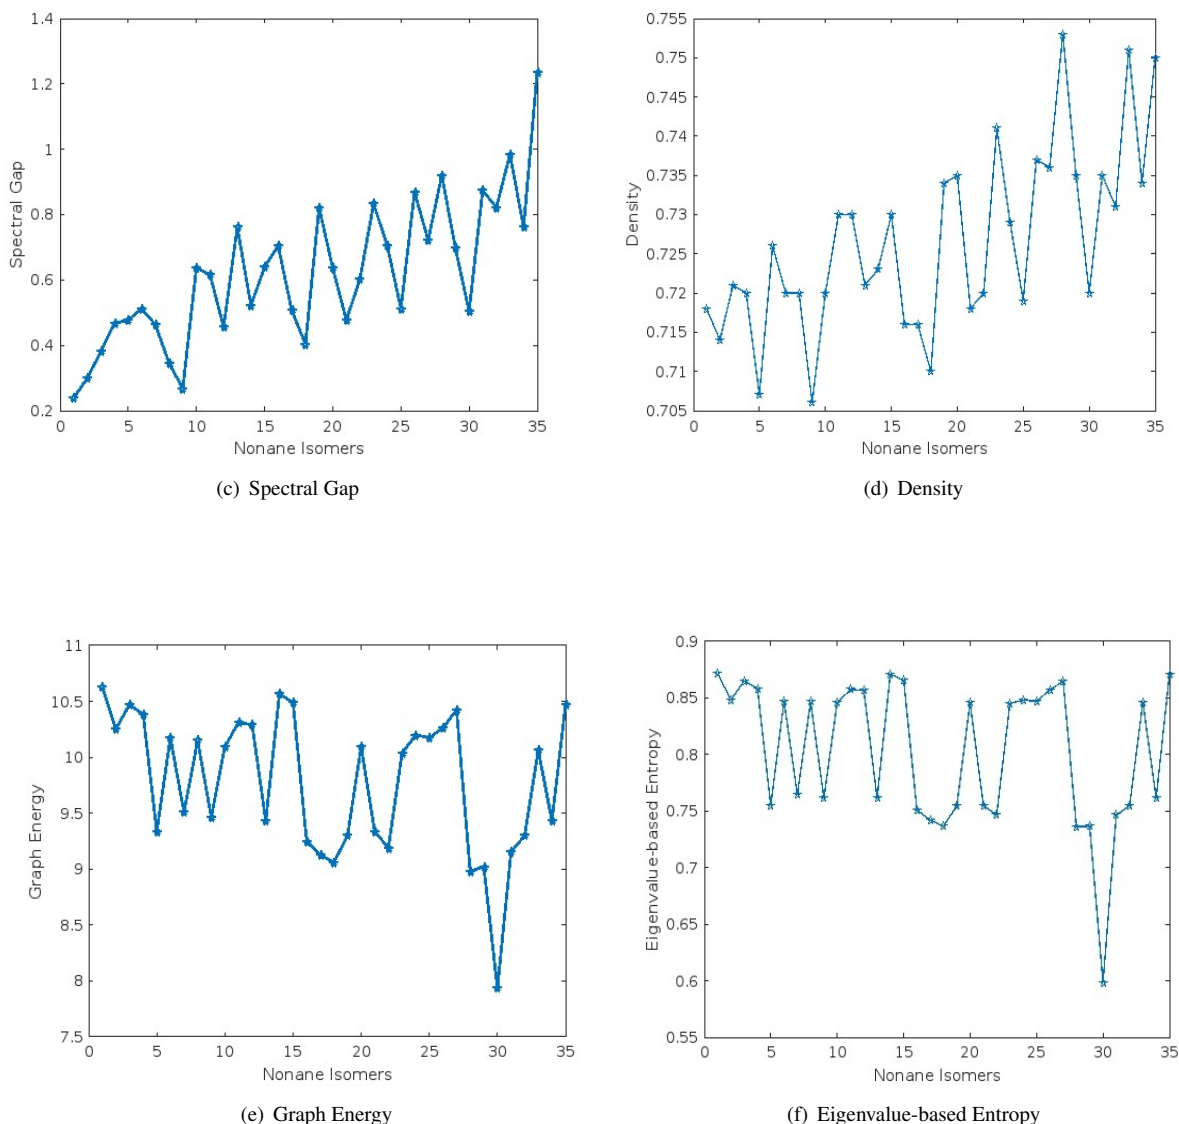 1.4
1.2
1
0.8
0.6
0.4
0.2
Spectral Gap
0 5 10 15 20 25 30 35
Nonane Isomers
(c) Spectral Gap
0.755
0.75
0.745
0.74
0.735
0.73
0.725
0.72
0.715
0.71
0.705
Density
0 5 10 15 20 25 30 35
Nonane Isomers
(d) Density
11
10.5
10
9.5
9
8.5
8
7.5
Graph Energy
0 5 10 15 20 25 30 35
Nonane Isomers
(e) Graph Energy
0.9
0.85
0.8
0.75
0.7
0.65
0.6
0.55
Eigenvalue-based Entropy
0 5 10 15 20 25 30 35
Nonane Isomers
(f) Eigenvalue-based Entropy